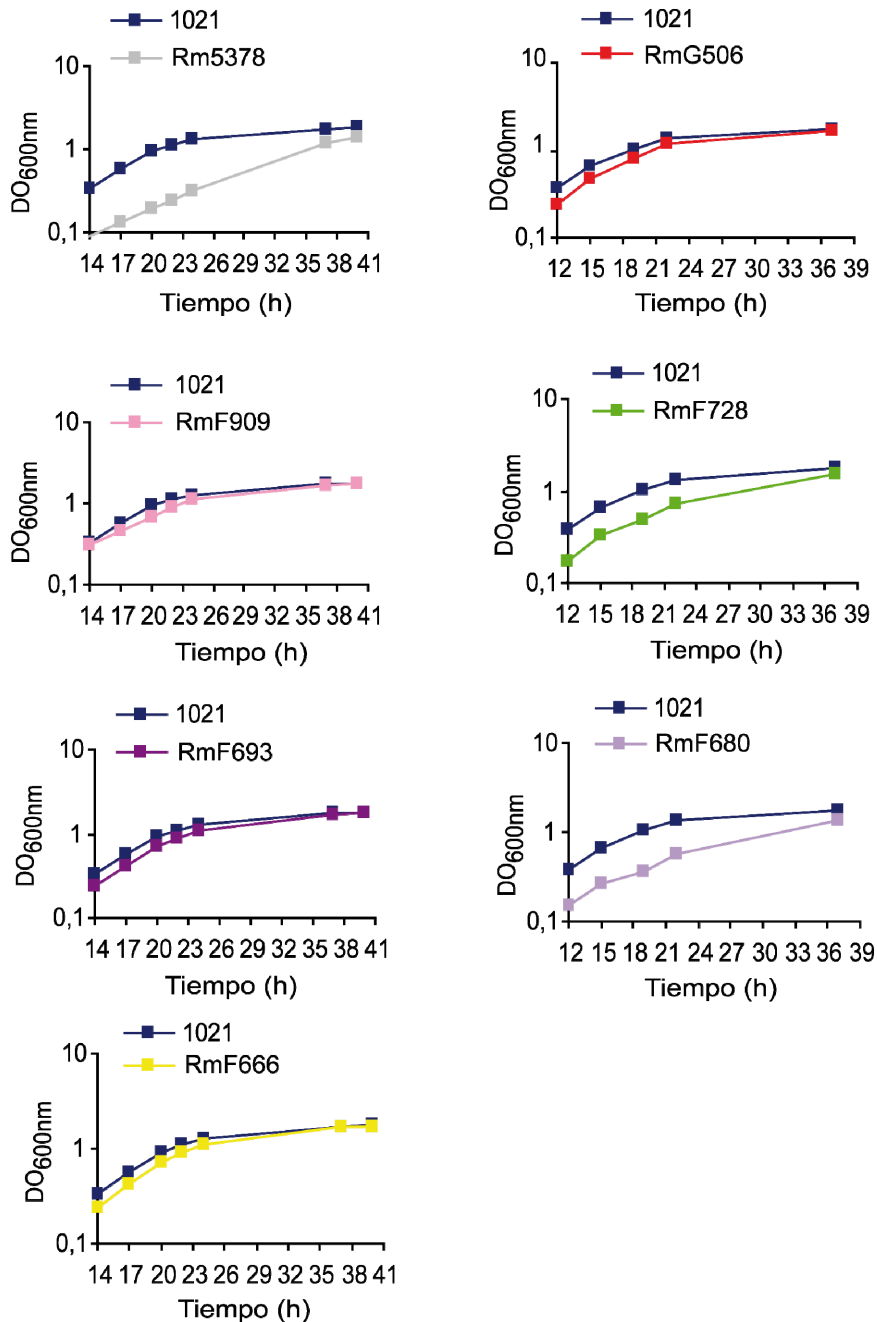 1021
Rm5378
10
1
0,1
DO600nm
14 17 20 23 26 29 32 35 38 41
Tiempo (h)
1021
RmG506
10
1
0,1
DO600nm
12 15 18 21 24 27 30 33 36 39
Tiempo (h)
1021
RmF909
10
1
0,1
DO600nm
14 17 20 23 26 29 32 35 38 41
Tiempo (h)
1021
RmF728
10
1
0,1
DO600nm
12 15 18 21 24 27 30 33 36 39
Tiempo (h)
1021
RmF693
10
1
0,1
DO600nm
14 17 20 23 26 29 32 35 38 41
Tiempo (h)
1021
RmF680
10
1
0,1
DO600nm
12 15 18 21 24 27 30 33 36 39
Tiempo (h)
1021
RmF666
10
1
0,1
DO600nm
14 17 20 23 26 29 32 35 38 41
Tiempo (h)